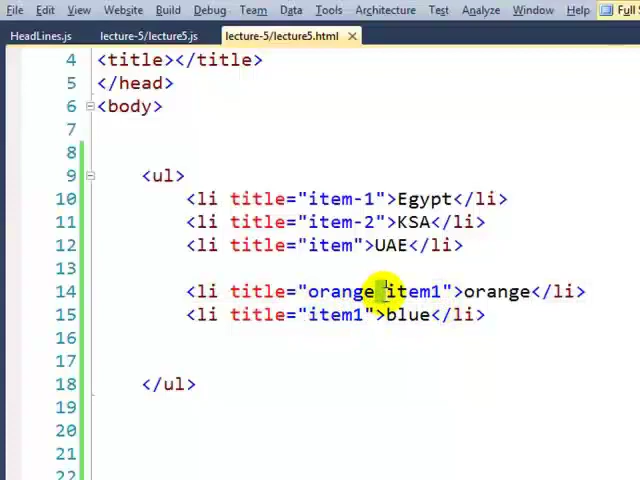 File Edit View Website Build Debug Team Data Tools Architecture Test Analyze Window Help Full
HeadLines.js lecture-5/lecture5.js lecture-5/lecture5.html
4 <title></title>
5 </head>
6 <body>
7
8
9 <ul>
10 <li title="item-1">Egypt</li>
11 <li title="item-2">KSA</li>
12 <li title="item">UAE</li>
13
14 <li title="orange item1">orange</li>
15 <li title="item1">blue</li>
16
17
18 </ul>
19
20
21
22